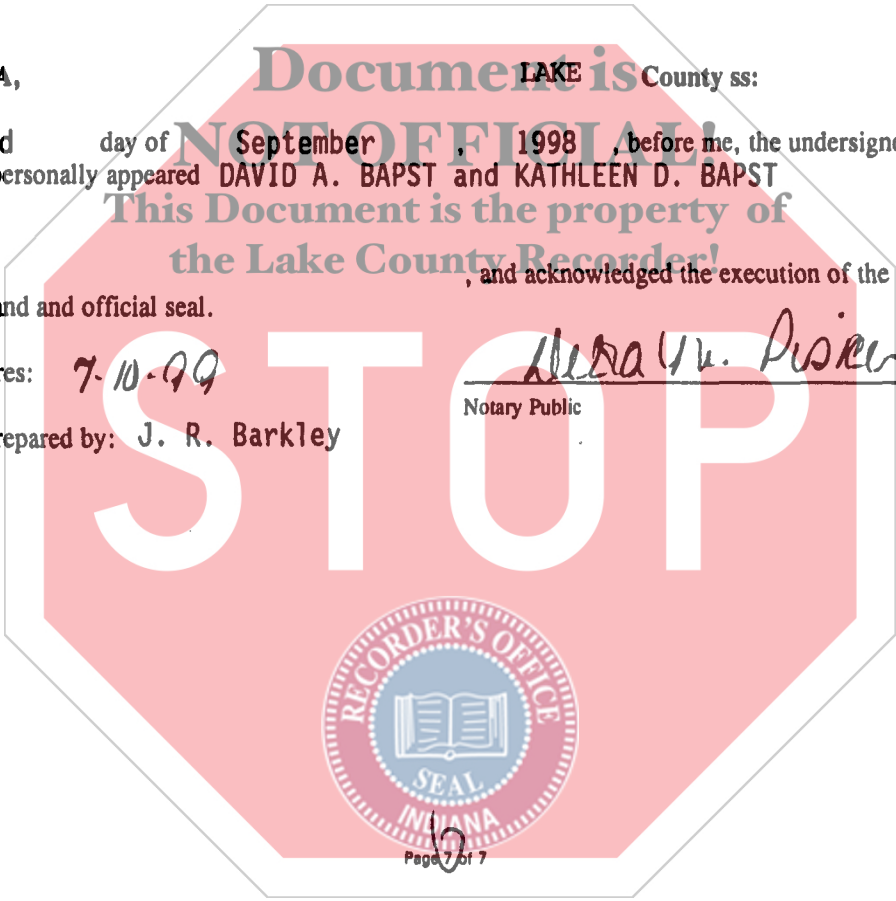 Document is
A, LAKE County ss:
NOT OFFICIAL!
d day of September , 1998 , before me, the undersigne
ersonally appeared DAVID A. BAPST and KATHLEEN D. BAPST
This Document is the property of
the Lake County Recorder!
, and acknowledged the execution of the
nd and official seal.
res: 7-10-99
Notary Public
epared by: J. R. Barkley
STOP
RECORDER'S OFFICE
SEAL
INDIANA
Page 7 of 7
6